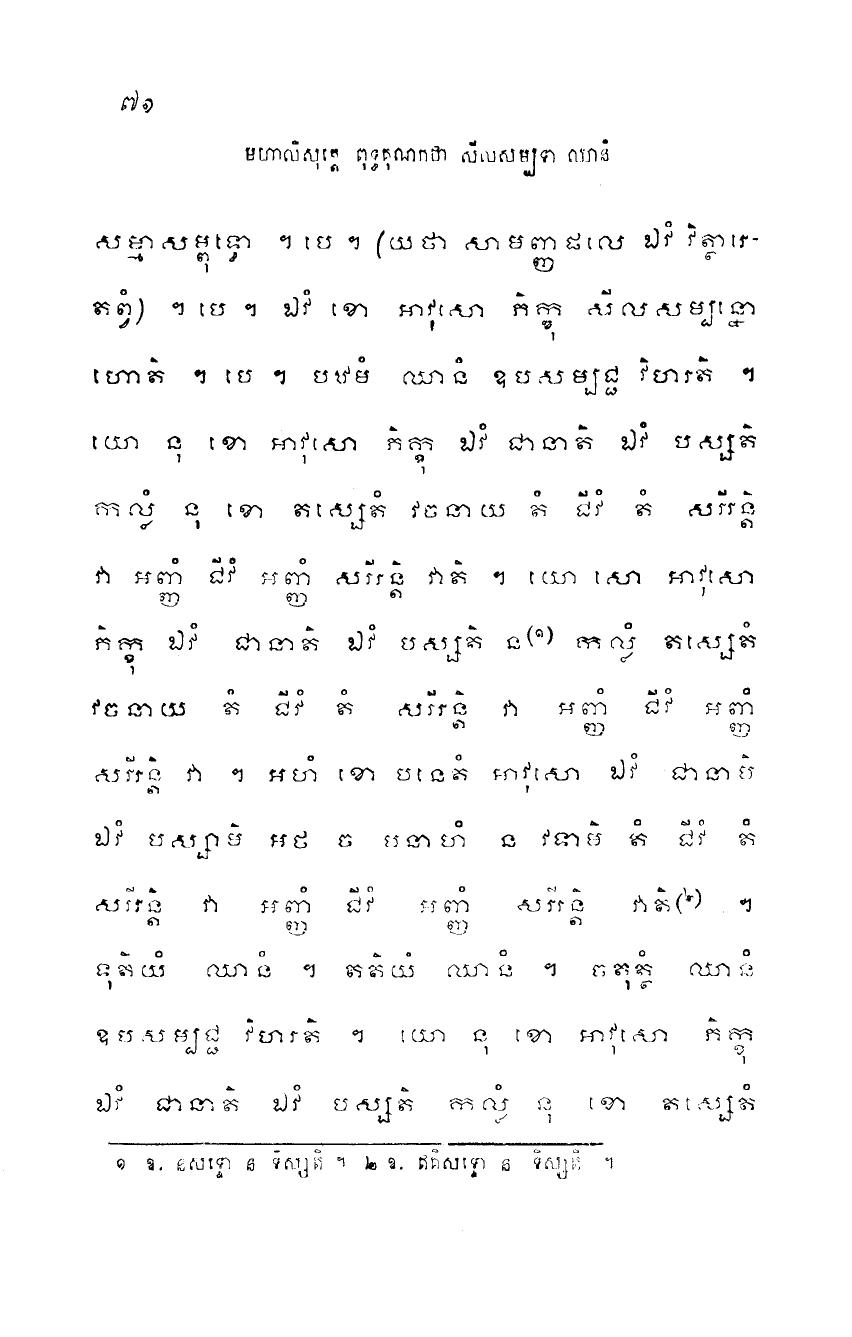 ៧១
មហាលិសុត្តេ ពុទ្ធគុណកថា សីលសម្បទា ឈានំ
សម្មាសម្ពុទ្ធោ ។ បេ ។ (យថា សាមញ្ញផលេ ឯវំ វិត្ថារេ-
តព្វំ) ។ បេ ។ ឯវំ ខោ អាវុសោ ភិក្ខុ សីលសម្បន្នោ
ហោតិ ។ បេ ។ បឋមំ ឈានំ ឧបសម្បជ្ជ វិហរតិ ។
យោ នុ ខោ អាវុសោ ភិក្ខុ ឯវំ ជានាតិ ឯវំ បស្សតិ
កល្លំ នុ ខោ តស្សេតំ វចនាយ តំ ជីវំ តំ សរីរន្តិ
វា អញ្ញំ ជីវំ អញ្ញំ សរីរន្តិ វាតិ ។ យោ សោ អាវុសោ
ភិក្ខុ ឯវំ ជានាតិ ឯវំ បស្សតិ ន(១) កល្លំ តស្សេតំ
វចនាយ តំ ជីវំ តំ សរីរន្តិ វា អញ្ញំ ជីវំ អញ្ញំ
សរីរន្តិ វា ។ អហំ ខោ បនេតំ អាវុសោ ឯវំ ជានាមិ
ឯវំ បស្សាមិ អថ ច បនាហំ ន វទាមិ តំ ជីវំ តំ
សរីរន្តិ វា អញ្ញំ ជីវំ អញ្ញំ សរីរន្តិ វាតិ(២) ។
ទុតិយំ ឈានំ ។ តតិយំ ឈានំ ។ ចតុត្ថំ ឈានំ
ឧបសម្បជ្ជ វិហរតិ ។ យោ នុ ខោ អាវុសោ ភិក្ខុ
ឯវំ ជានាតិ ឯវំ បស្សតិ កល្លំ នុ ខោ តស្សេតំ
១ ឱ. នសទ្ទោ ន ទិស្សតិ ។ ២ ឱ. ឥតិសទ្ទោ ន ទិស្សតិ ។